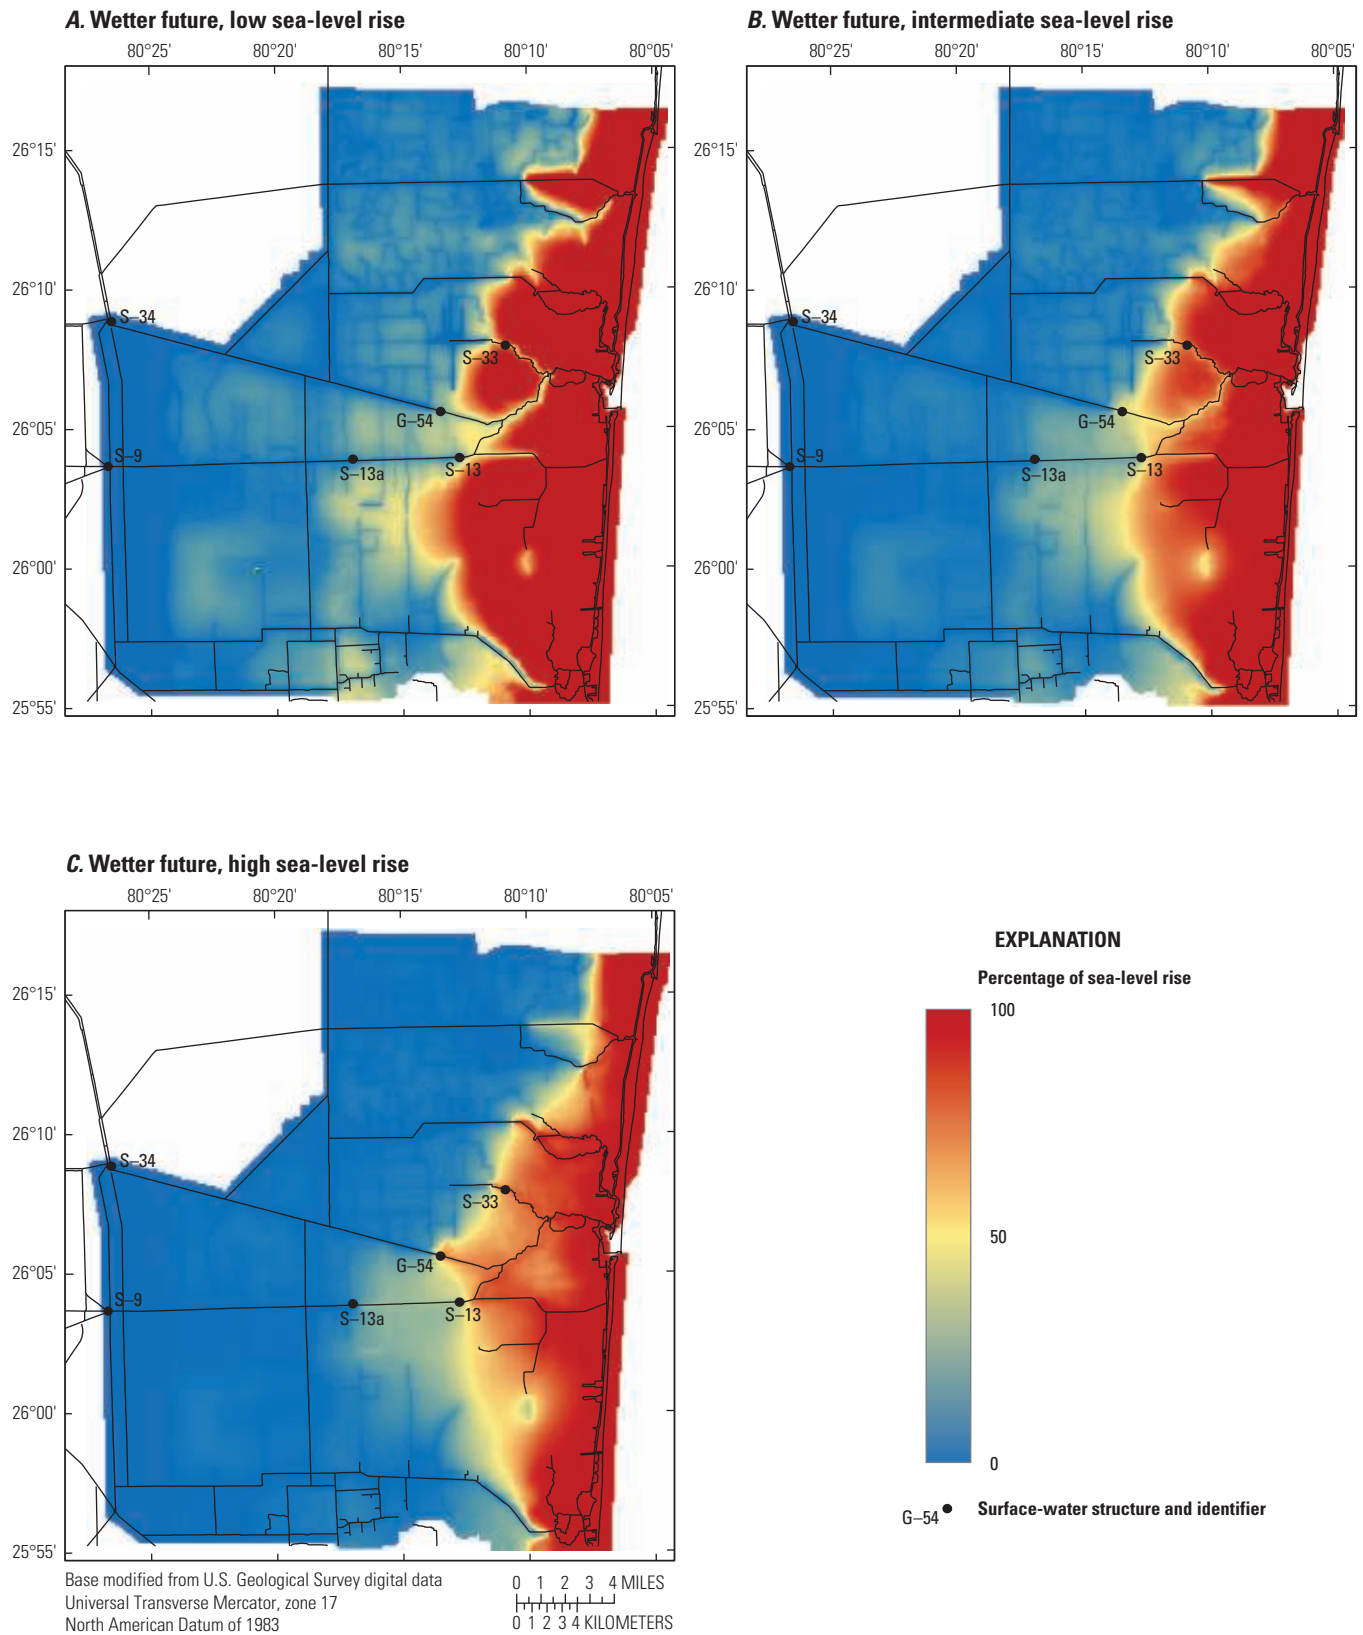 A. Wetter future, low sea-level rise
80°25' 80°20' 80°15' 80°10' 80°05'
26°15'
26°10'
26°05'
26°00'
25°55'
S–34
S–33
G–54
S–9
S–13a
S–13
B. Wetter future, intermediate sea-level rise
80°25' 80°20' 80°15' 80°10' 80°05'
26°15'
26°10'
26°05'
26°00'
25°55'
S–34
S–33
G–54
S–9
S–13a
S–13
C. Wetter future, high sea-level rise
80°25' 80°20' 80°15' 80°10' 80°05'
26°15'
26°10'
26°05'
26°00'
25°55'
S–34
S–33
G–54
S–9
S–13a
S–13
EXPLANATION
Percentage of sea-level rise
100
50
0
G–54 Surface-water structure and identifier
Base modified from U.S. Geological Survey digital data
Universal Transverse Mercator, zone 17
North American Datum of 1983
0 1 2 3 4 MILES
0 1 2 3 4 KILOMETERS